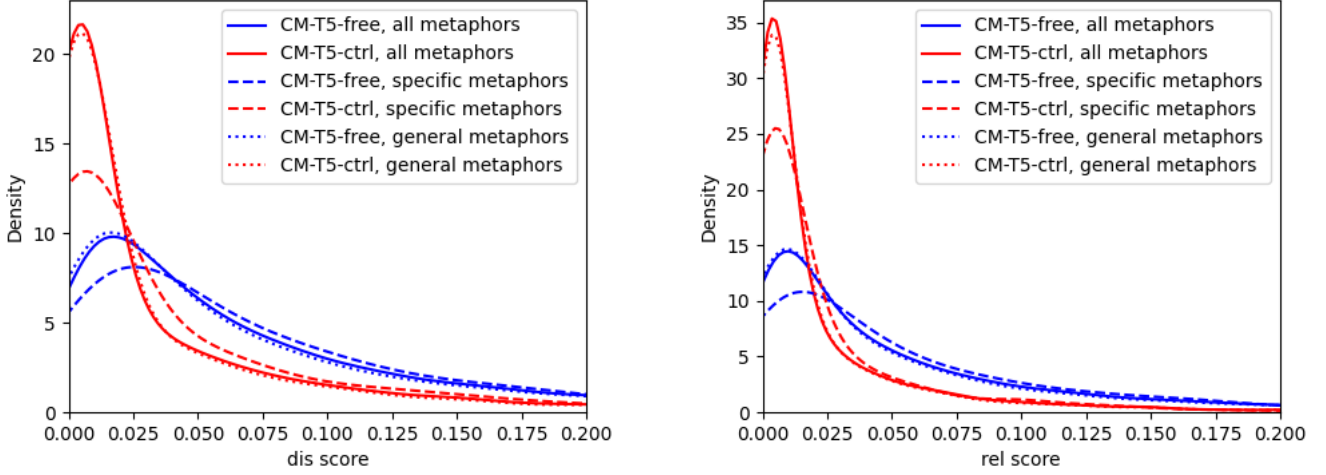 20
15
10
5
0
Density
0.000 0.025 0.050 0.075 0.100 0.125 0.150 0.175 0.200
dis score
CM-T5-free, all metaphors
CM-T5-ctrl, all metaphors
CM-T5-free, specific metaphors
CM-T5-ctrl, specific metaphors
CM-T5-free, general metaphors
CM-T5-ctrl, general metaphors
35
30
25
20
15
10
5
0
Density
0.000 0.025 0.050 0.075 0.100 0.125 0.150 0.175 0.200
rel score
CM-T5-free, all metaphors
CM-T5-ctrl, all metaphors
CM-T5-free, specific metaphors
CM-T5-ctrl, specific metaphors
CM-T5-free, general metaphors
CM-T5-ctrl, general metaphors